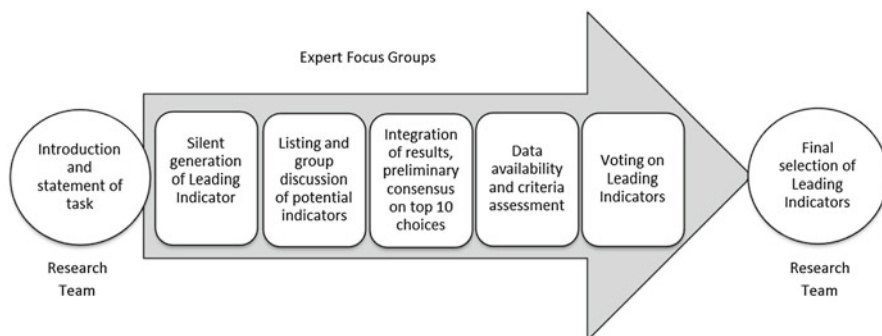 Expert Focus Groups
Introduction
and
statement of
task
Silent
generation
of Leading
Indicator
Listing and
group
discussion
of potential
indicators
Integration
of results,
preliminary
consensus
on top 10
choices
Data
availability
and criteria
assessment
Voting on
Leading
Indicators
Final
selection of
Leading
Indicators
Research
Team
Research
Team